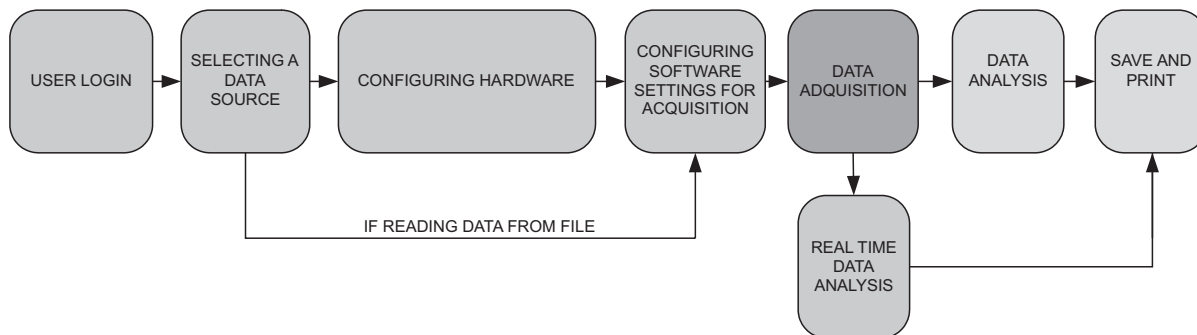 USER LOGIN
SELECTING A
DATA
SOURCE
CONFIGURING HARDWARE
CONFIGURING
SOFTWARE
SETTINGS FOR
ACQUISITION
DATA
ADQUISITION
DATA
ANALYSIS
SAVE AND
PRINT
IF READING DATA FROM FILE
REAL TIME
DATA
ANALYSIS